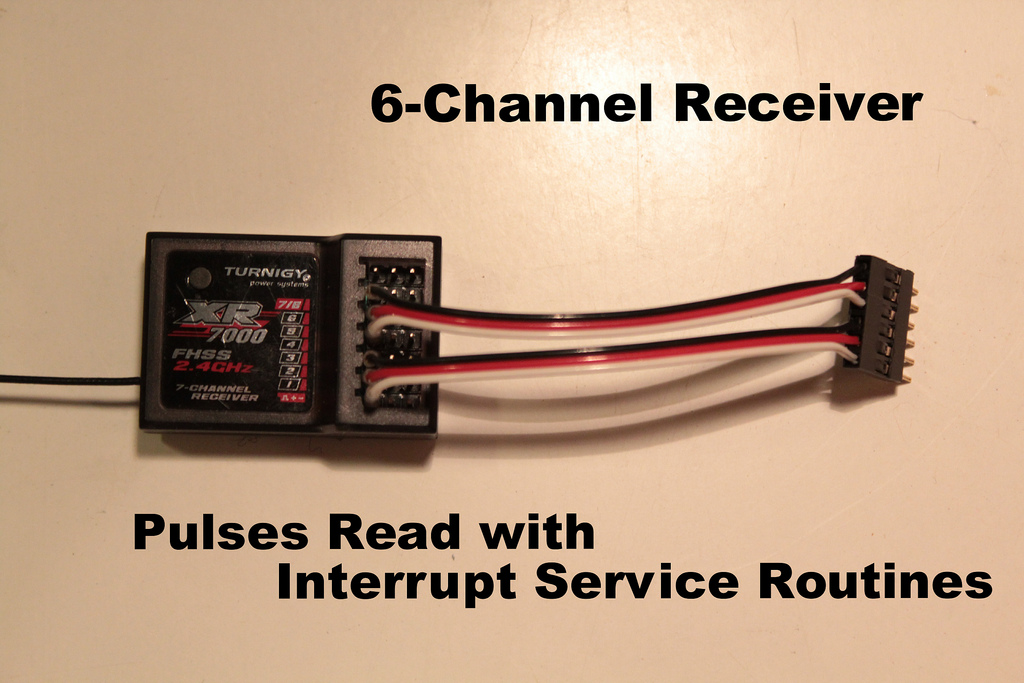 6-Channel Receiver
TURNIGY
power systems
XR
7000
FHSS
2.4GHz
7-CHANNEL
RECEIVER
7/8
6
5
4
3
2
1
Pulses Read with
Interrupt Service Routines